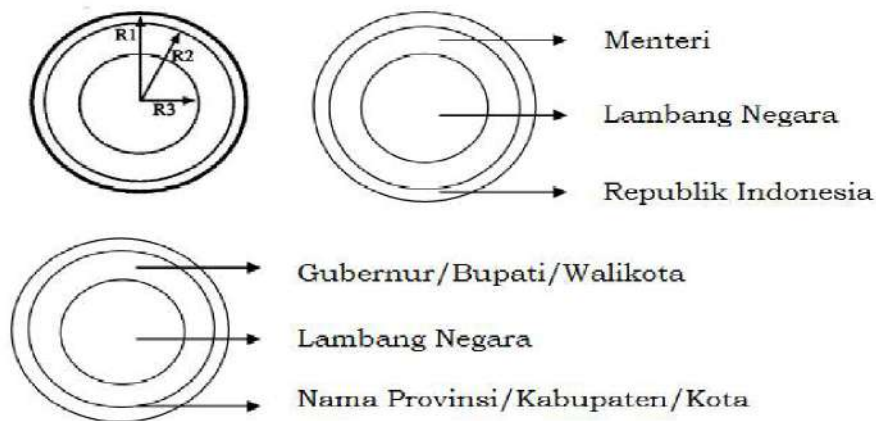 R1
R2
R3
Menteri
Lambang Negara
Republik Indonesia
Gubernur/Bupati/Walikota
Lambang Negara
Nama Provinsi/Kabupaten/Kota